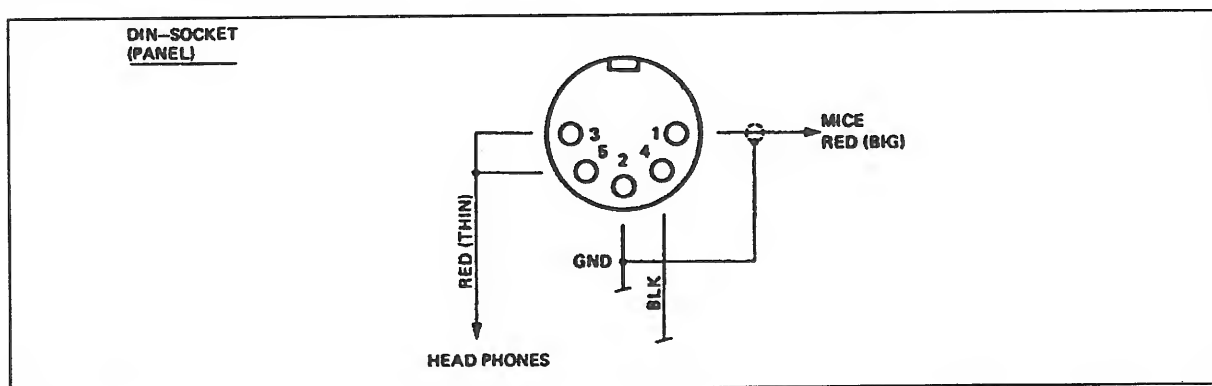 DIN-SOCKET
(PANEL)
3
1
5
2
4
MICE
RED (BIG)
RED (THIN)
GND
BLK
HEAD PHONES